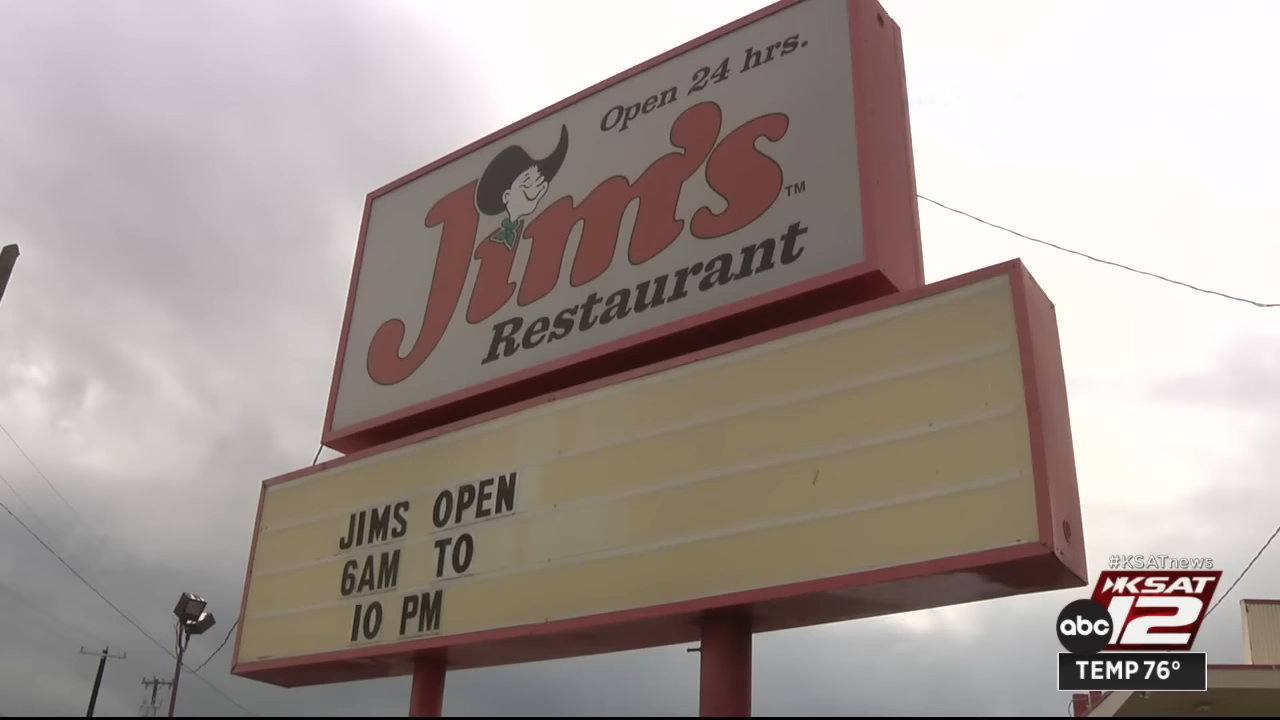 Open 24 hrs.
Jim's TM
Restaurant
JIMS OPEN
6AM TO
10 PM
#KSATnews
KSAT
abc 12
TEMP 76°